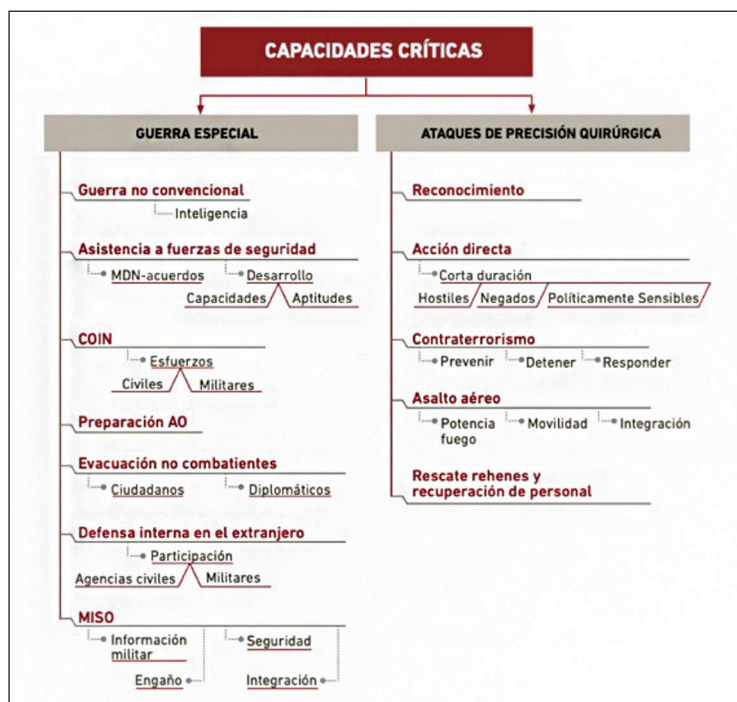 CAPACIDADES CRÍTICAS
GUERRA ESPECIAL
Guerra no convencional
Inteligencia
Asistencia a fuerzas de seguridad
MDN-acuerdos Desarrollo
Capacidades Aptitudes
COIN
Esfuerzos
Civiles Militares
Preparación AO
Evacuación no combatientes
Ciudadanos Diplomáticos
Defensa interna en el extranjero
Participación
Agencias civiles Militares
MISO
Información militar
Seguridad
Engaño Integración
ATAQUES DE PRECISIÓN QUIRÚRGICA
Reconocimiento
Acción directa
Corta duración
Hostiles Negados Políticamente Sensibles
Contraterrorismo
Prevenir Detener Responder
Asalto aéreo
Potencia fuego
Movilidad Integración
Rescate rehenes y
recuperación de personal